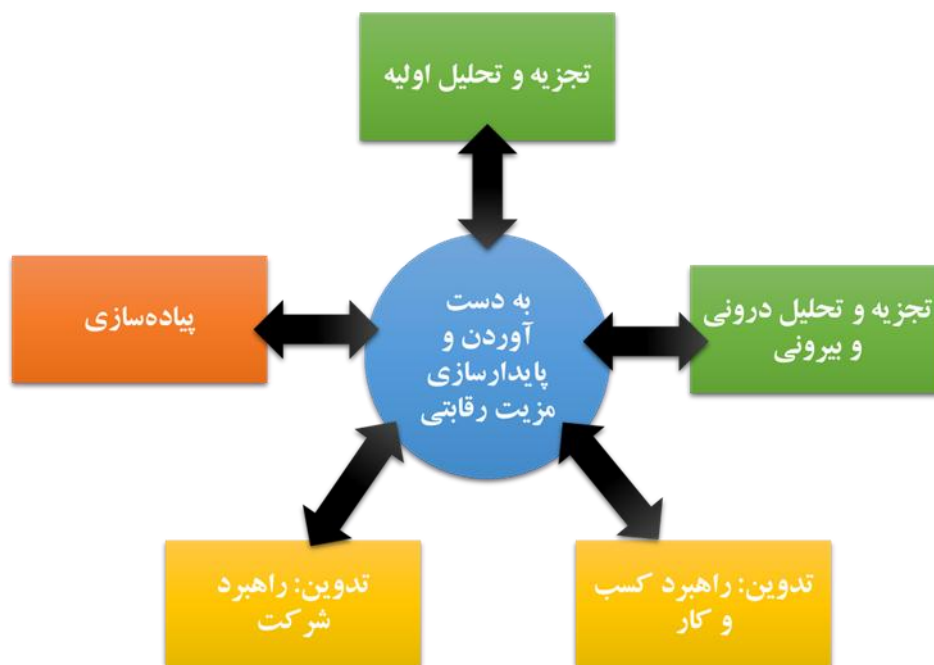 تجزیه و تحلیل اولیه
تجزیه و تحلیل درونی
و بیرونی
به دست
آوردن و
پایدارسازی
مزیت رقابتی
پیاده‌سازی
تدوین: راهبرد کسب
و کار
تدوین: راهبرد
شرکت